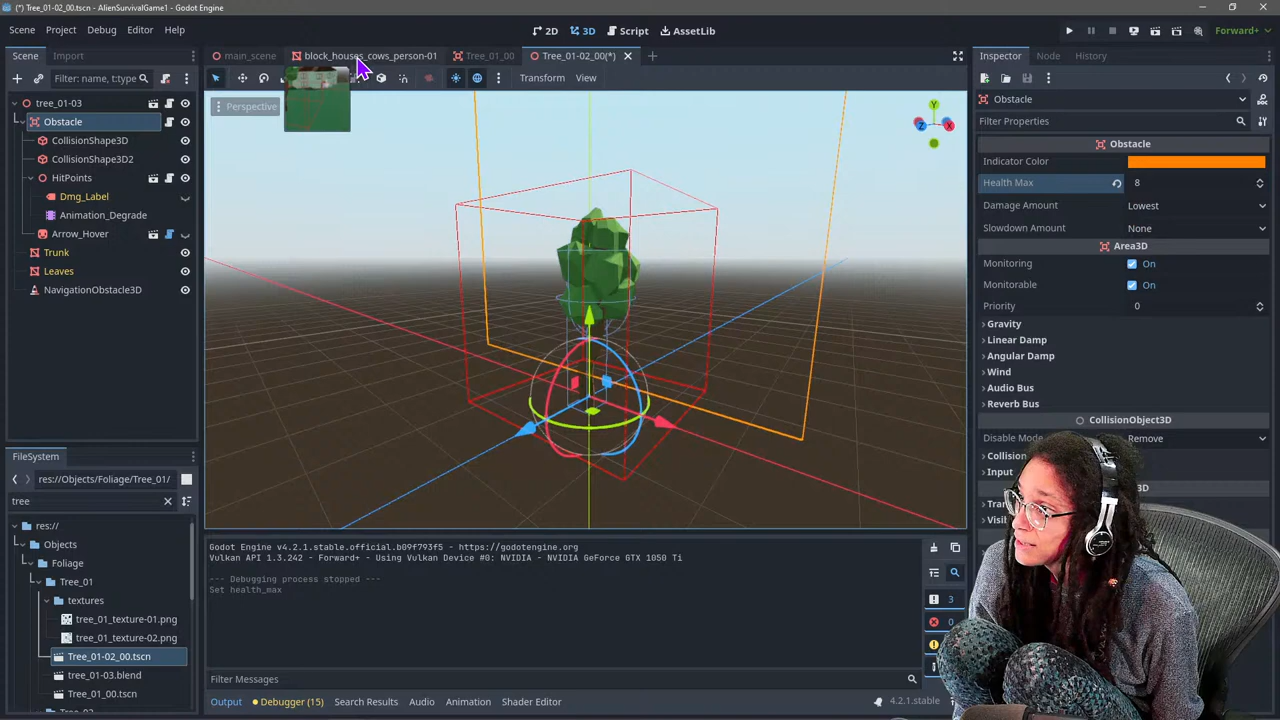 (*) Tree_01-02_00.tscn - AlienSurvivalGame1 - Godot Engine
Scene Project Debug Editor Help
2D 3D Script AssetLib
Forward+
Scene Import
main_scene block_houses_cows_person-01 Tree_01_00 Tree_01-02_00(*)
Inspector Node History
Filter: name, t:type
Transform View
tree_01-03
Perspective
Y
Z X
Obstacle
Filter Properties
Obstacle
CollisionShape3D
CollisionShape3D2
HitPoints
Dmg_Label
Animation_Degrade
Arrow_Hover
Trunk
Leaves
NavigationObstacle3D
Obstacle
Indicator Color
Health Max 8
Damage Amount Lowest
Slowdown Amount None
Area3D
Monitoring On
Monitorable On
Priority 0
Gravity
Linear Damp
Angular Damp
Wind
Audio Bus
Reverb Bus
CollisionObject3D
Disable Mode Remove
Collision
Input
3D
FileSystem
res://Objects/Foliage/Tree_01/
tree
res://
Objects
Foliage
Tree_01
textures
tree_01_texture-01.png
tree_01_texture-02.png
Tree_01-02_00.tscn
tree_01-03.blend
Tree_01_00.tscn
Godot Engine v4.2.1.stable.official.b09f793f5 - https://godotengine.org
Vulkan API 1.3.242 - Forward+ - Using Vulkan Device #0: NVIDIA - NVIDIA GeForce GTX 1050 Ti
--- Debugging process stopped ---
Set health_max
3
0
Filter Messages
Output Debugger (15) Search Results Audio Animation Shader Editor
4.2.1.stable